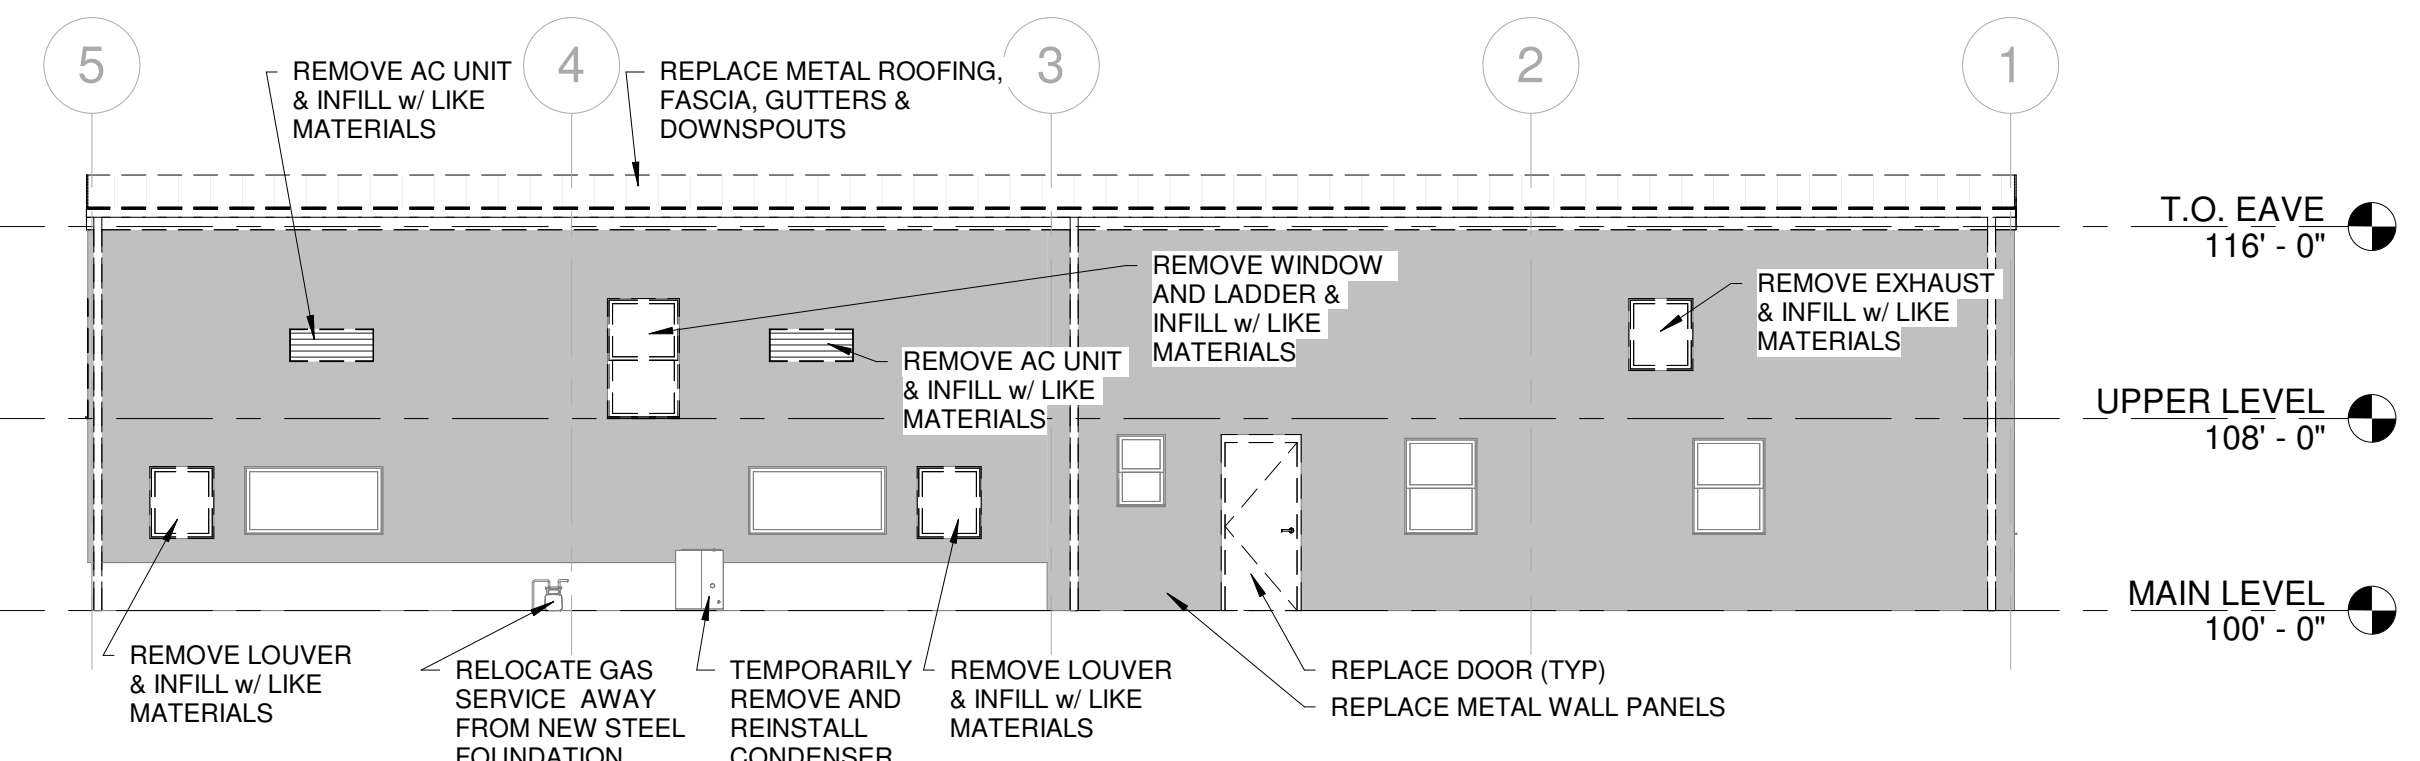 5
4
3
2
1
REMOVE AC UNIT
& INFILL w/ LIKE
MATERIALS
REPLACE METAL ROOFING,
FASCIA, GUTTERS &
DOWNSPOUTS
T.O. EAVE
116' - 0"
REMOVE WINDOW
AND LADDER &
INFILL w/ LIKE
MATERIALS
REMOVE EXHAUST
& INFILL w/ LIKE
MATERIALS
REMOVE AC UNIT
& INFILL w/ LIKE
MATERIALS
UPPER LEVEL
108' - 0"
MAIN LEVEL
100' - 0"
REMOVE LOUVER
& INFILL w/ LIKE
MATERIALS
RELOCATE GAS
SERVICE  AWAY
FROM NEW STEEL
FOUNDATION
TEMPORARILY
REMOVE AND
REINSTALL
CONDENSER
REMOVE LOUVER
& INFILL w/ LIKE
MATERIALS
REPLACE DOOR (TYP)
REPLACE METAL WALL PANELS